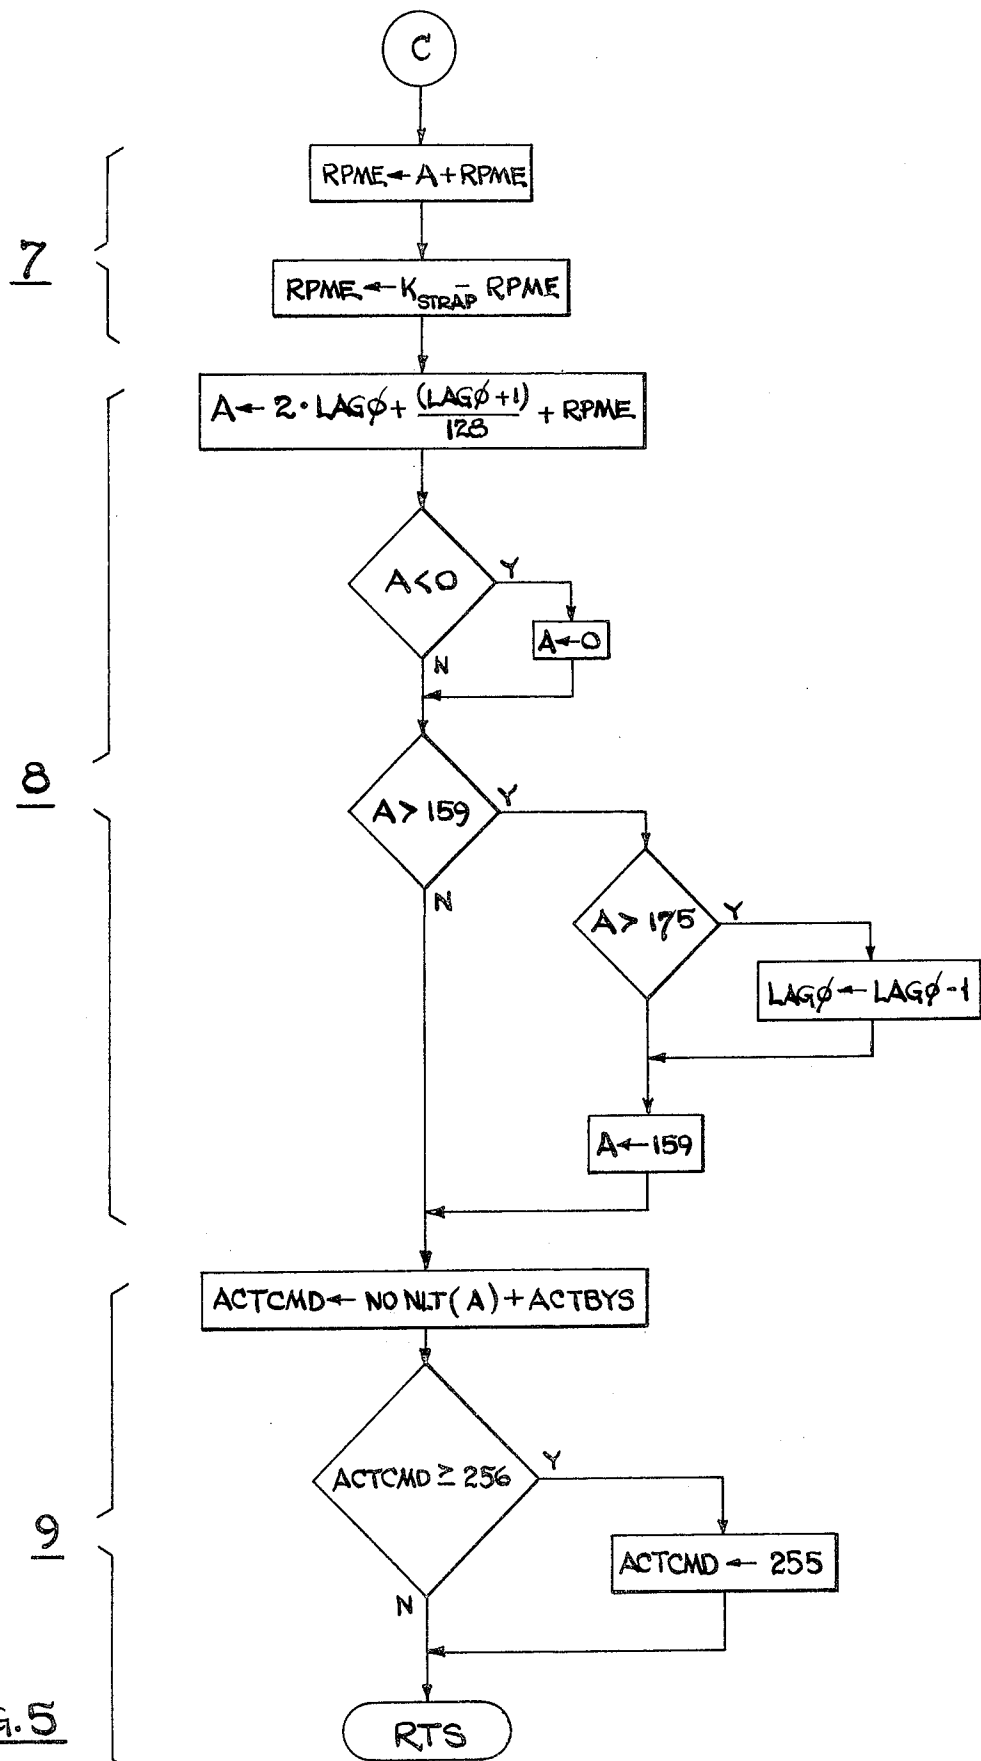 C
RPME ← A + RPME
7
RPME ← K_STRAP - RPME
A ← 2 • LAGØ + (LAGØ + 1) / 128 + RPME
A < 0
Y
A ← 0
N
8
A > 159
Y
N
A > 175
Y
LAGØ ← LAGØ - 1
A ← 159
ACTCMD ← NONLT(A) + ACTBYS
ACTCMD ≥ 256
Y
9
ACTCMD ← 255
N
G.5
RTS